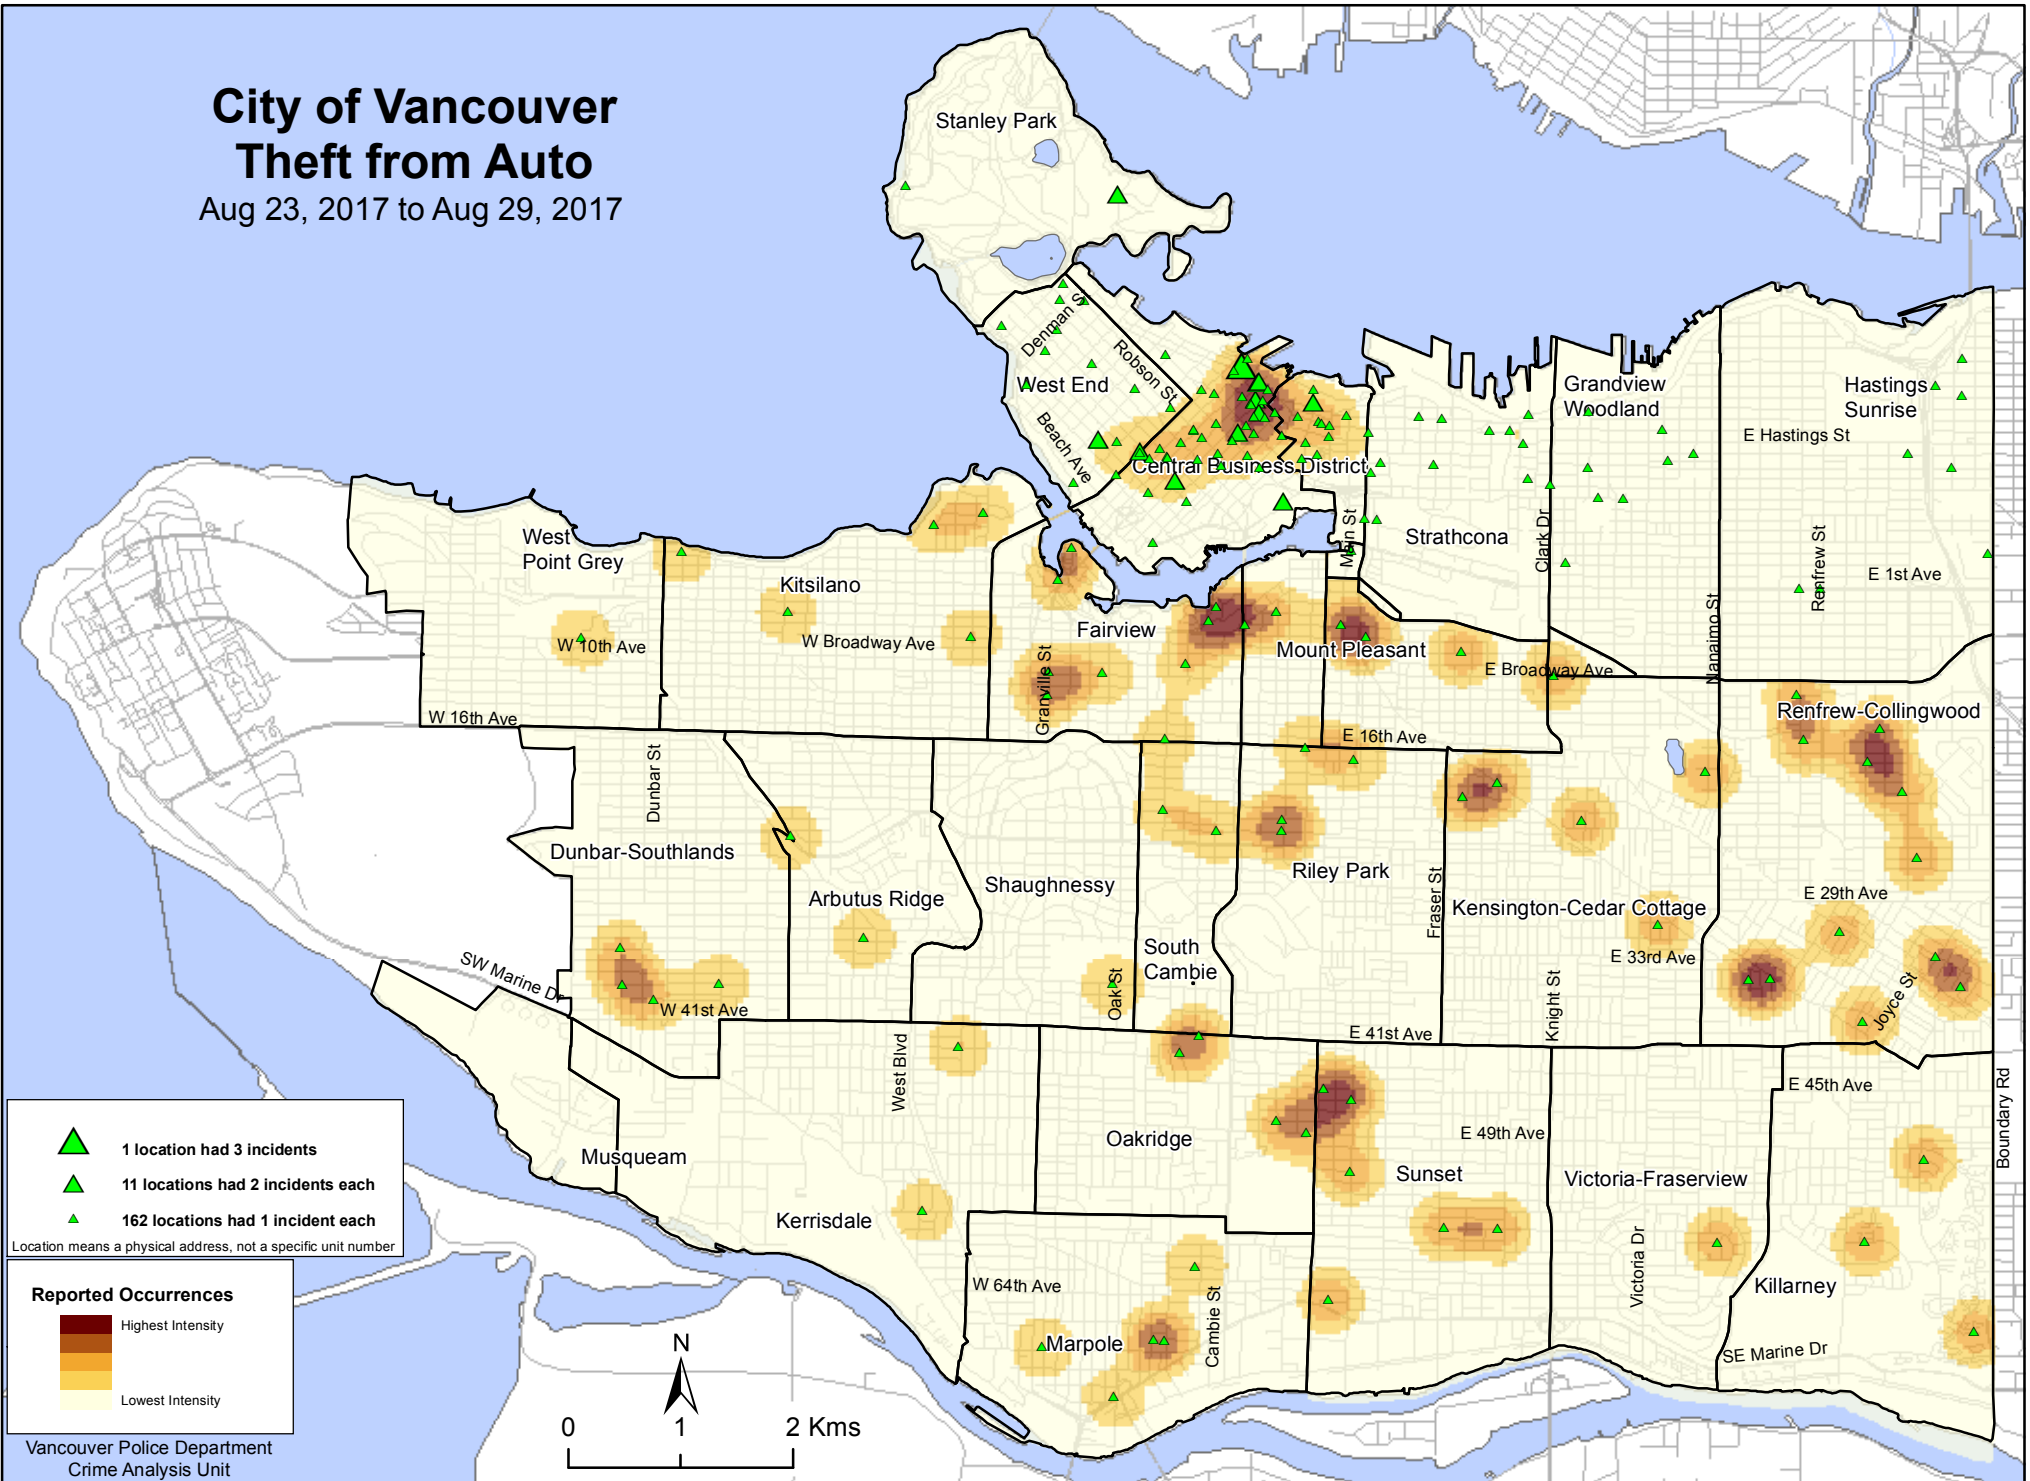 City of Vancouver
Theft from Auto
Aug 23, 2017 to Aug 29, 2017
Stanley Park
Denman St
Robson St
West End
Beach Ave
Central Business District
Grandview
Woodland
Hastings
Sunrise
E Hastings St
Main St
Strathcona
Clark Dr
Renfrew St
E 1st Ave
Nanaimo St
West
Point Grey
Kitsilano
W 10th Ave
W Broadway Ave
Fairview
Granville St
Mount Pleasant
E Broadway Ave
W 16th Ave
E 16th Ave
Renfrew-Collingwood
Dunbar St
Dunbar-Southlands
Arbutus Ridge
Shaughnessy
Riley Park
Fraser St
Kensington-Cedar Cottage
E 29th Ave
South
Cambie
E 33rd Ave
SW Marine Dr
W 41st Ave
Oak St
Knight St
Joyce St
E 41st Ave
West Blvd
E 45th Ave
Boundary Rd
Oakridge
E 49th Ave
Musqueam
Sunset
Victoria-Fraserview
Kerrisdale
Victoria Dr
Killarney
W 64th Ave
Cambie St
Marpole
SE Marine Dr
1 location had 3 incidents
11 locations had 2 incidents each
162 locations had 1 incident each
Location means a physical address, not a specific unit number
Reported Occurrences
Highest Intensity
Lowest Intensity
Vancouver Police Department
Crime Analysis Unit
N
0 1 2 Kms